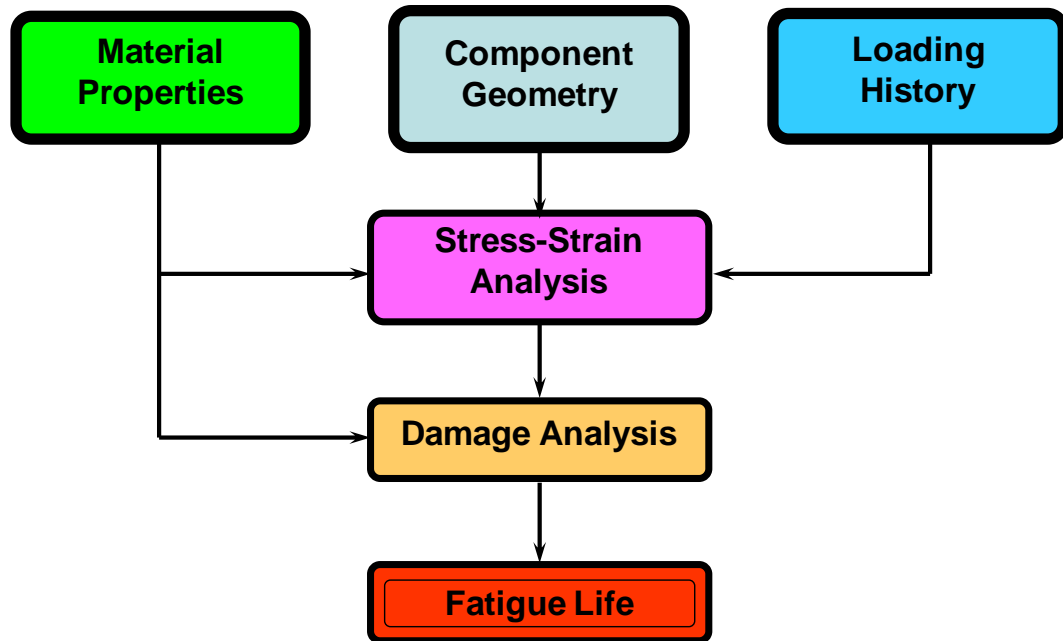 Material
Properties
Component
Geometry
Loading
History
Stress-Strain
Analysis
Damage Analysis
Fatigue Life